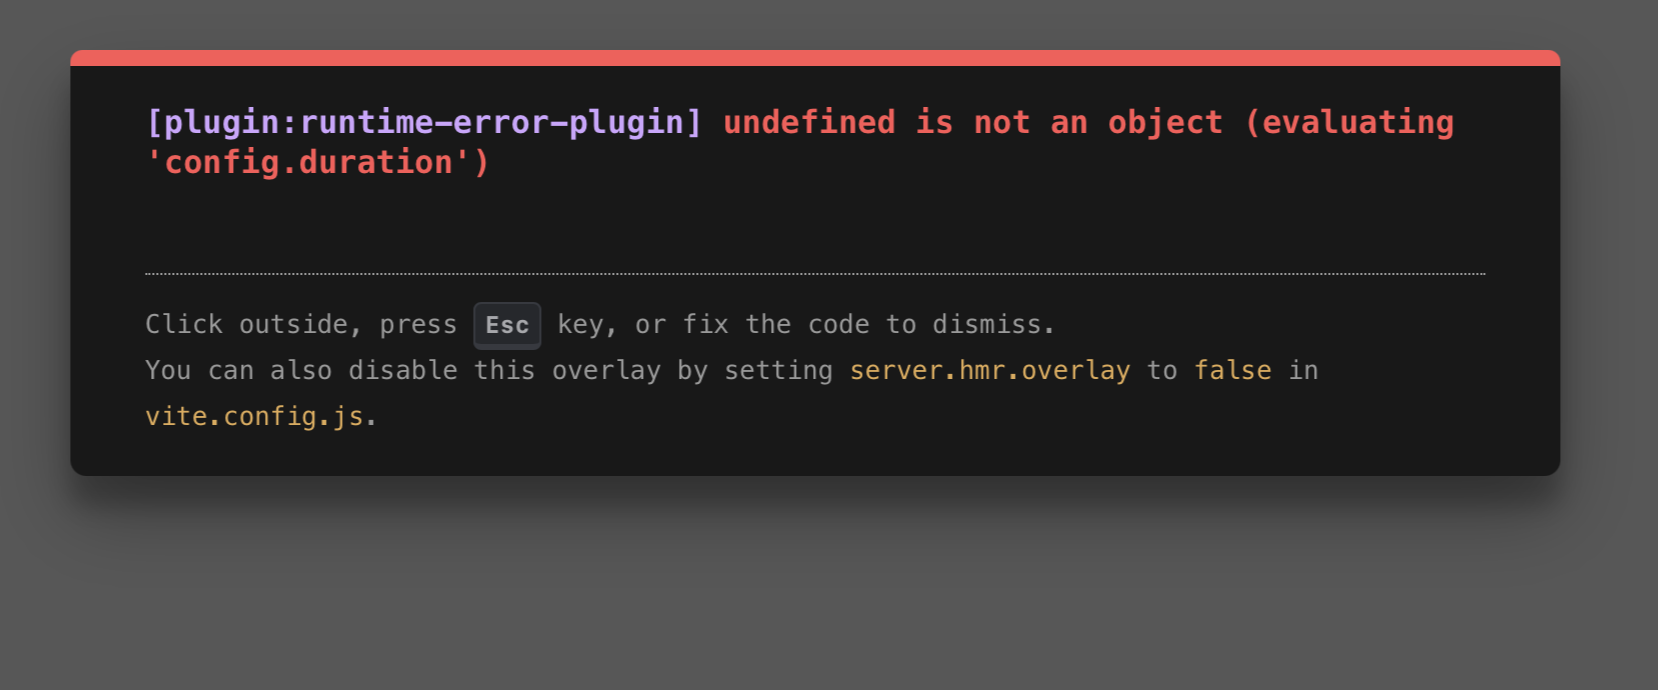 [plugin:runtime-error-plugin] undefined is not an object (evaluating
'config.duration')
Click outside, press Esc key, or fix the code to dismiss.
You can also disable this overlay by setting server.hmr.overlay to false in
vite.config.js.